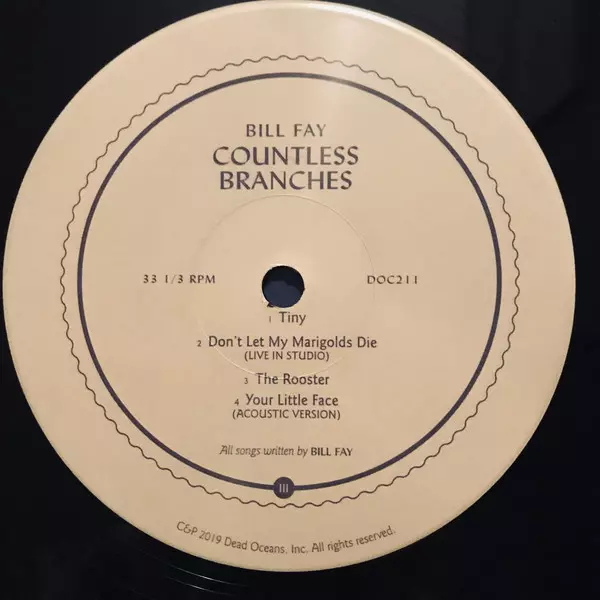 BILL FAY
COUNTLESS
BRANCHES
33 1/3 RPM DOC211
1 Tiny
2 Don't Let My Marigolds Die
(LIVE IN STUDIO)
3 The Rooster
4 Your Little Face
(ACOUSTIC VERSION)
All songs written by BILL FAY
III
C&P 2019 Dead Oceans, Inc. All rights reserved.